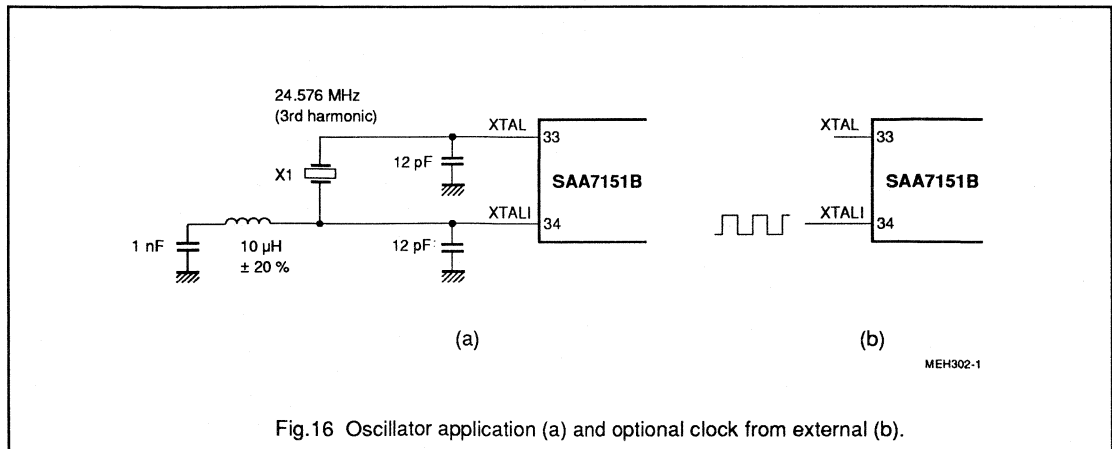 24.576 MHz
(3rd harmonic)
XTAL
33
12 pF
X1
SAA7151B
XTALI
34
1 nF
10 µH
± 20 %
12 pF
(a)
XTAL
33
SAA7151B
XTALI
34
(b)
MEH302-1
Fig.16 Oscillator application (a) and optional clock from external (b).